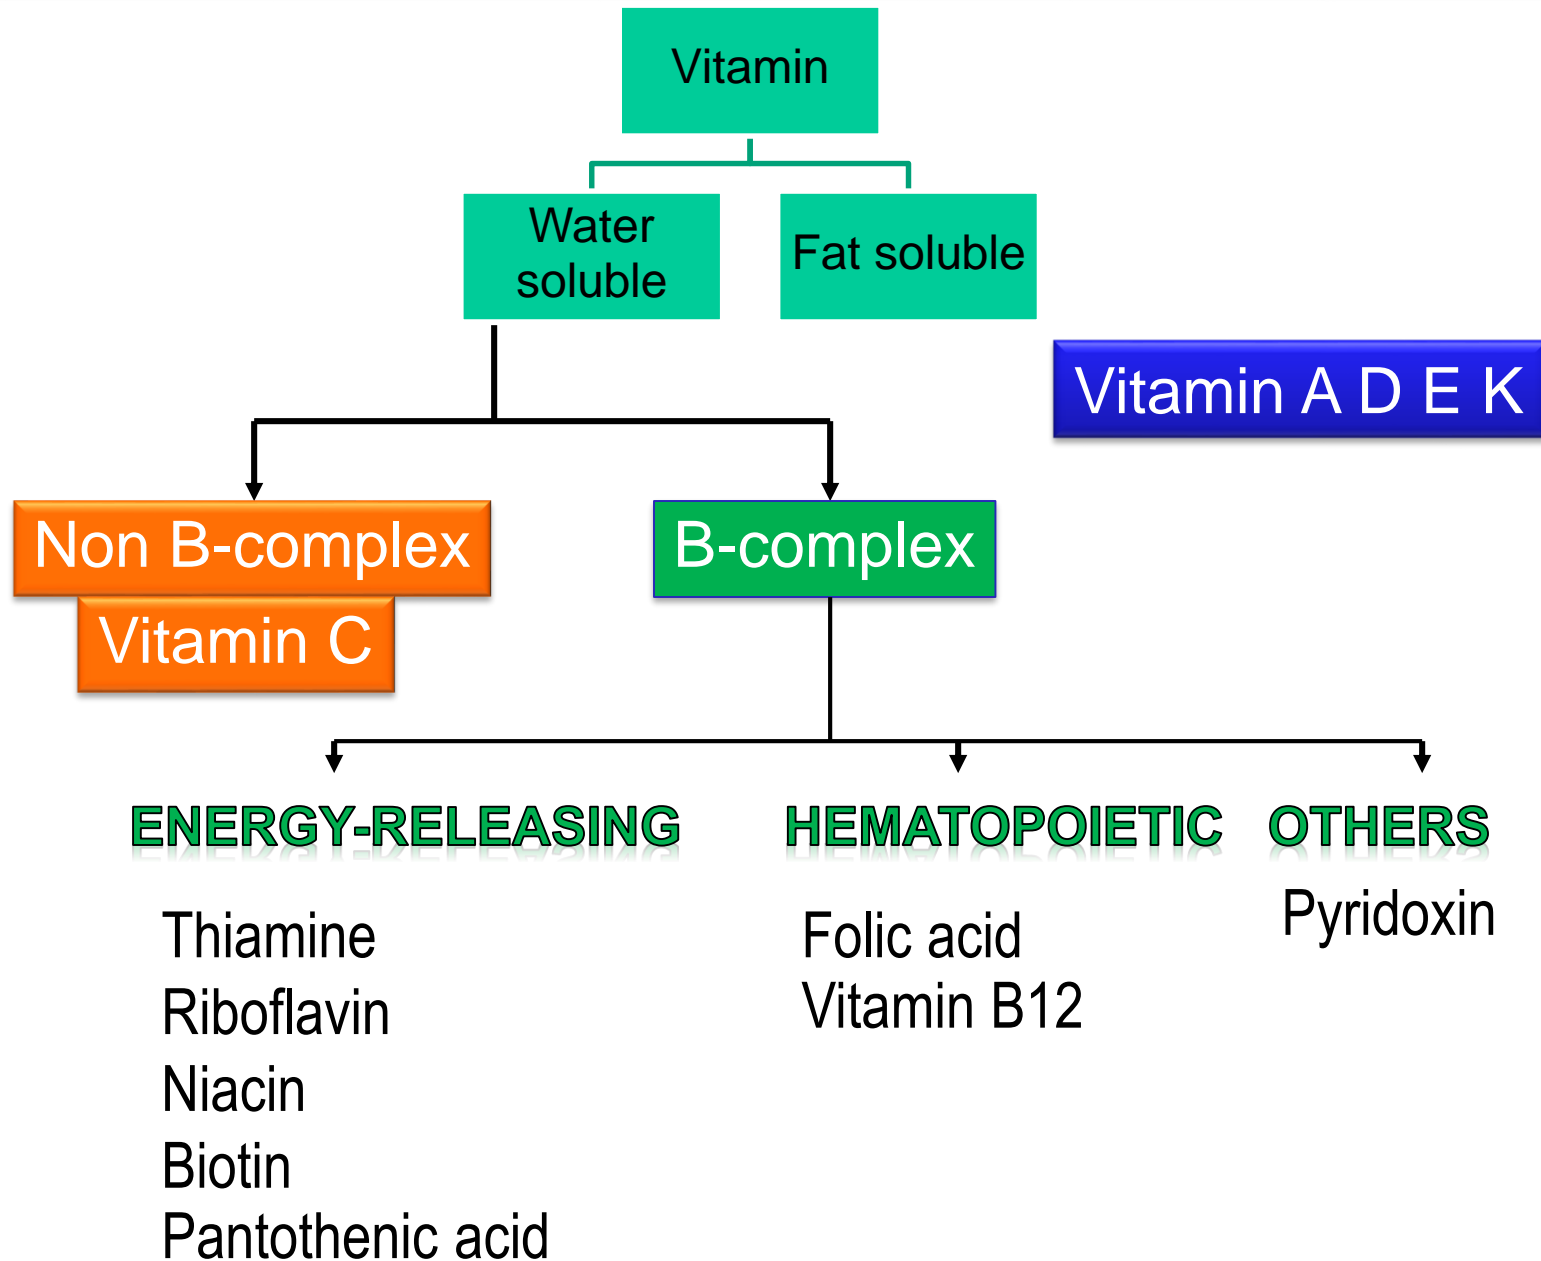 Vitamin
Water
soluble
Fat soluble
Vitamin A D E K
Non B-complex
B-complex
Vitamin C
ENERGY-RELEASING
HEMATOPOIETIC
OTHERS
Thiamine
Riboflavin
Niacin
Biotin
Pantothenic acid
Folic acid
Vitamin B12
Pyridoxin